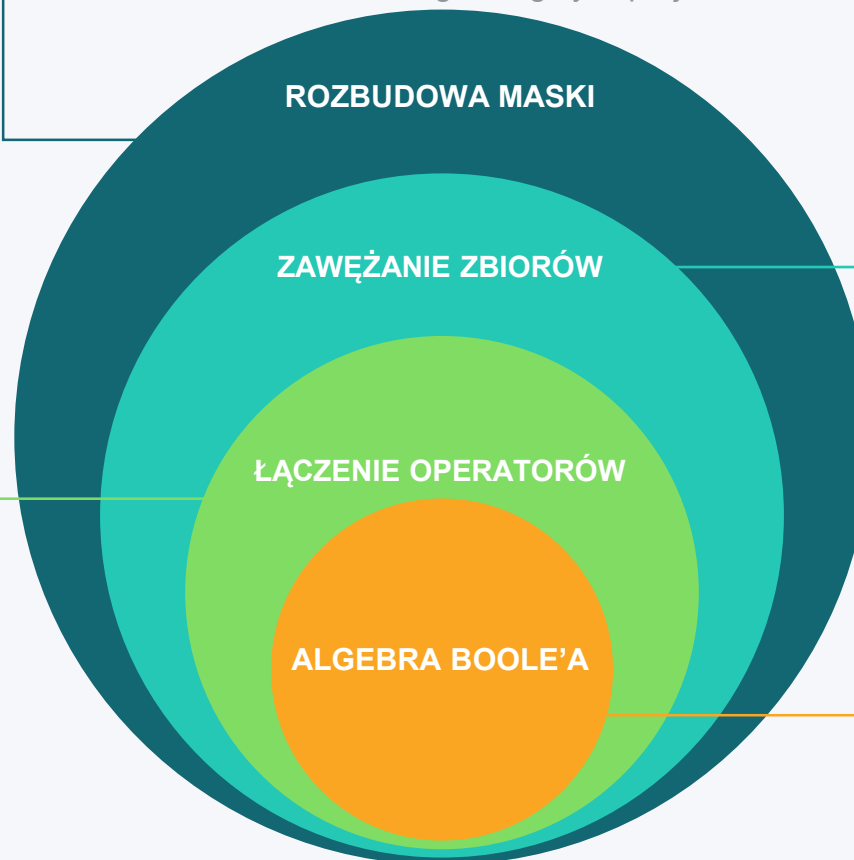 ROZBUDOWA MASKI
ZAWĘŻANIE ZBIORÓW
ŁĄCZENIE OPERATORÓW
ALGEBRA BOOLE’A